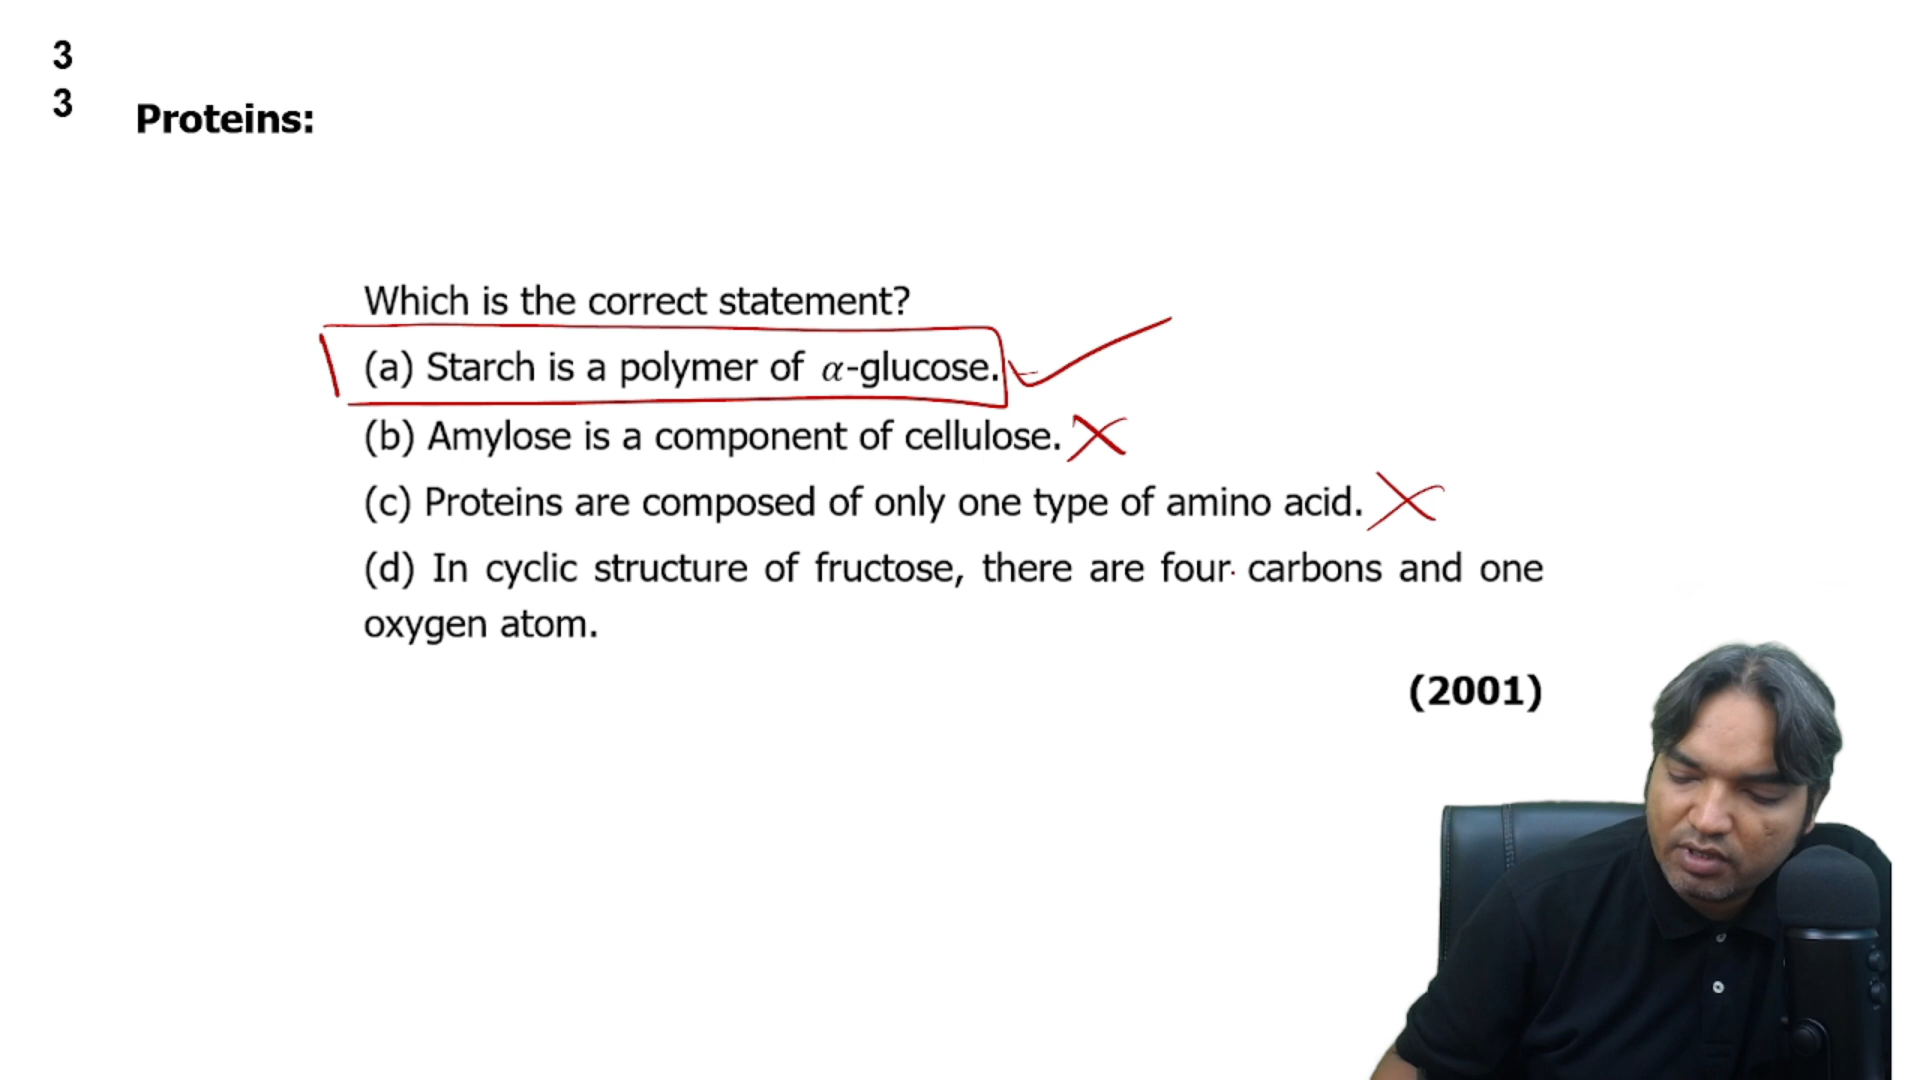 3
3
Proteins:
Which is the correct statement?
(a) Starch is a polymer of α-glucose.
(b) Amylose is a component of cellulose.
(c) Proteins are composed of only one type of amino acid.
(d) In cyclic structure of fructose, there are four carbons and one
oxygen atom.
(2001)